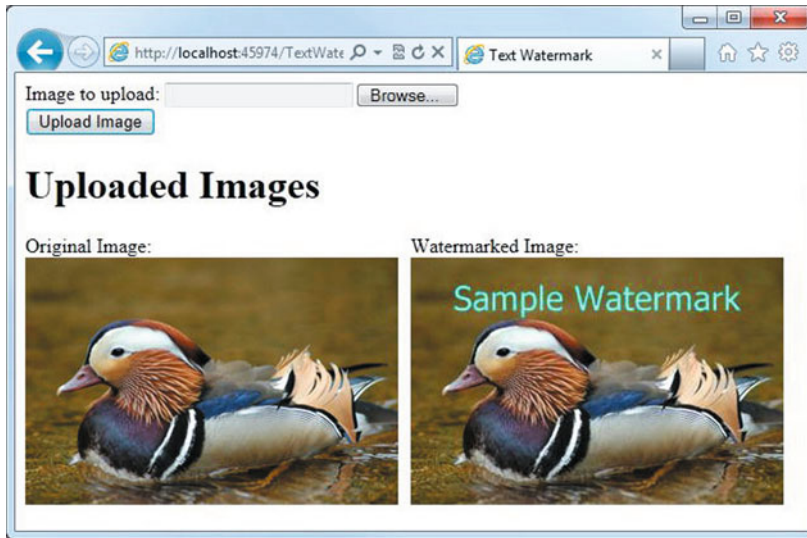 http://localhost:45974/TextWate
Text Watermark
Image to upload:
Browse...
Upload Image
Uploaded Images
Original Image:
Watermarked Image:
Sample Watermark